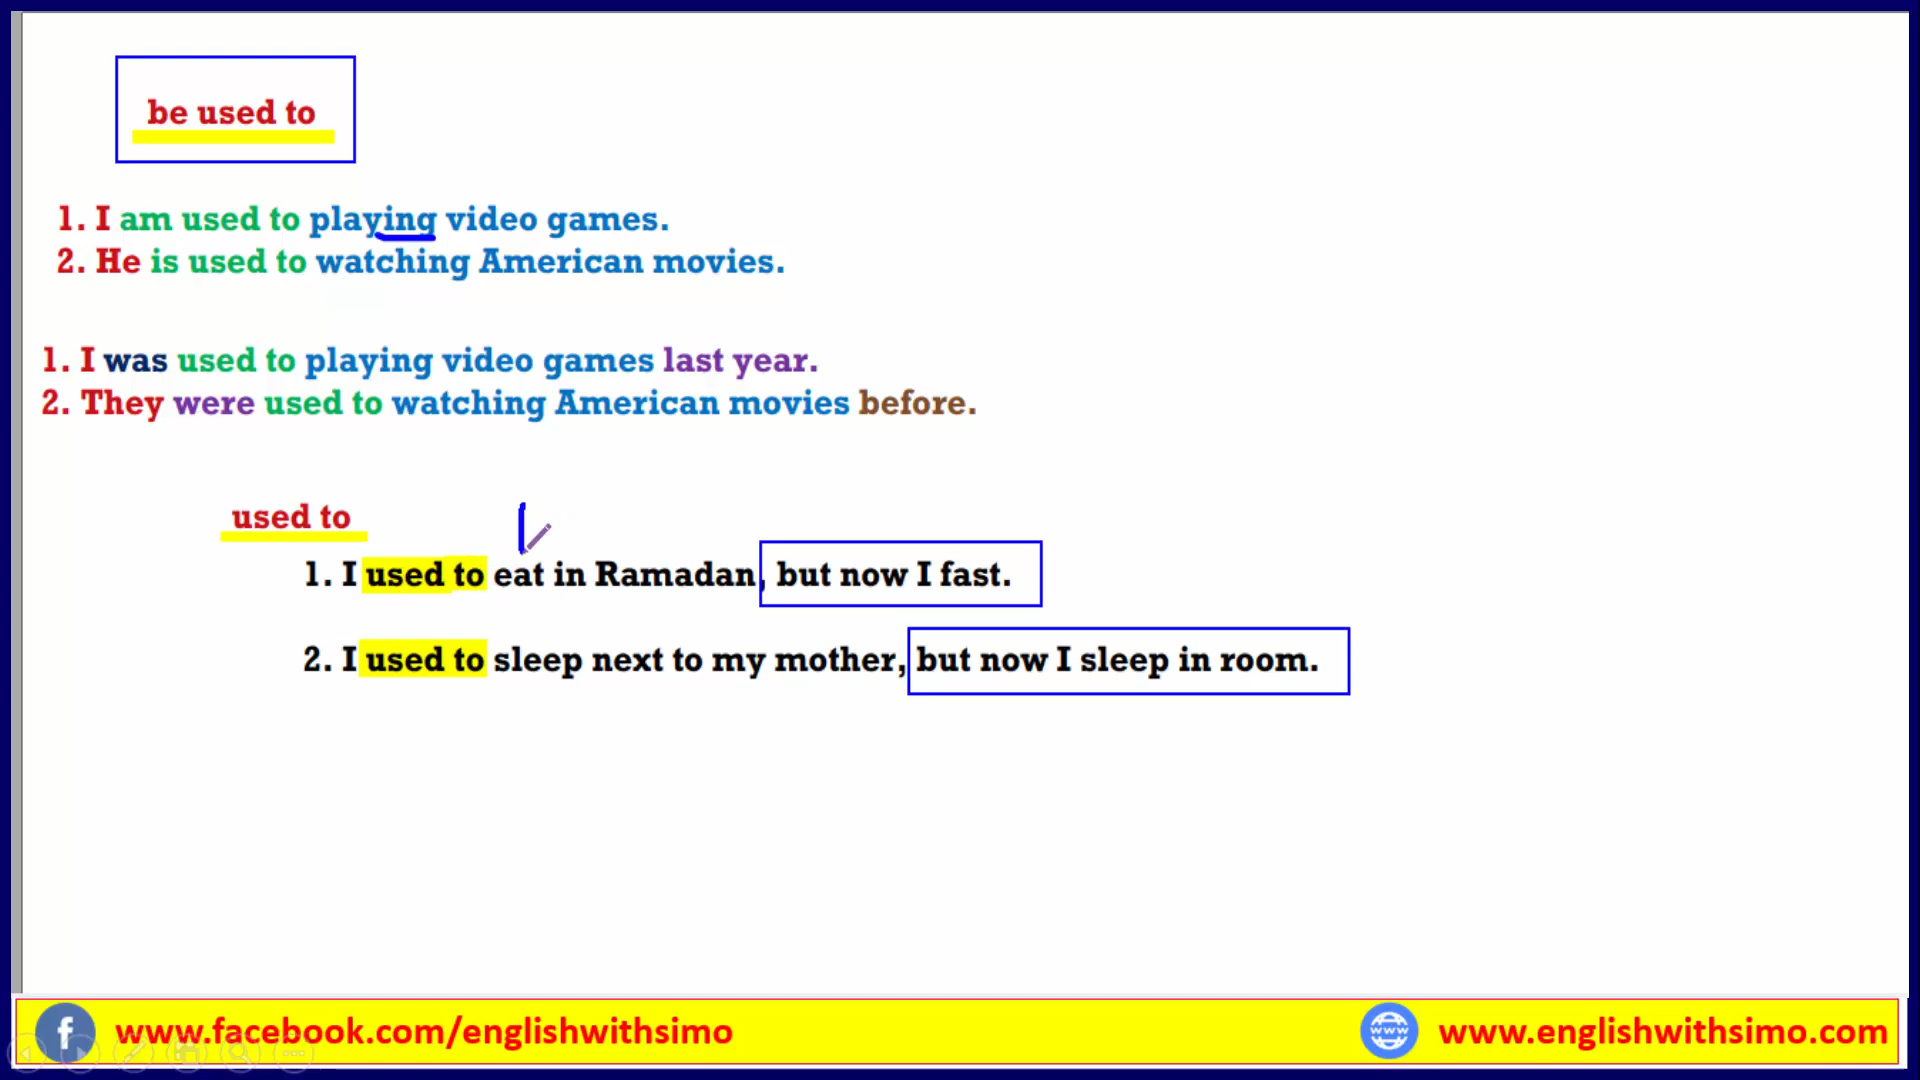 be used to
1. I am used to playing video games.
2. He is used to watching American movies.
1. I was used to playing video games last year.
2. They were used to watching American movies before.
used to
1. I used to eat in Ramadan, but now I fast.
2. I used to sleep next to my mother, but now I sleep in room.
f www.facebook.com/englishwithsimo
www www.englishwithsimo.com